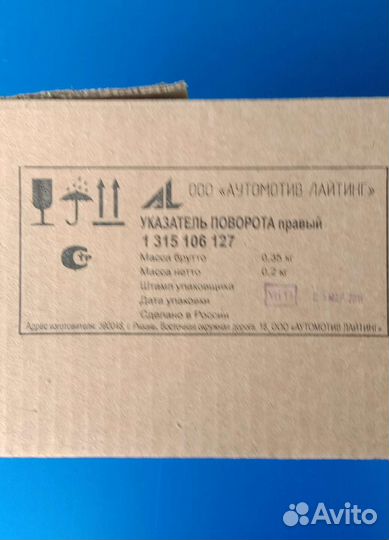 AL ООО «АУТОМОТИВ ЛАЙТИНГ»
УКАЗАТЕЛЬ ПОВОРОТА правый
1 315 106 127
Масса брутто 0,35 кг
Масса нетто 0,2 кг
Штамп упаковщика
Дата упаковки
Сделано в России
Адрес изготовителя: 390048, г. Рязань, Восточная окружная дорога, 18, ООО «АУТОМОТИВ ЛАЙТИНГ»
Avito